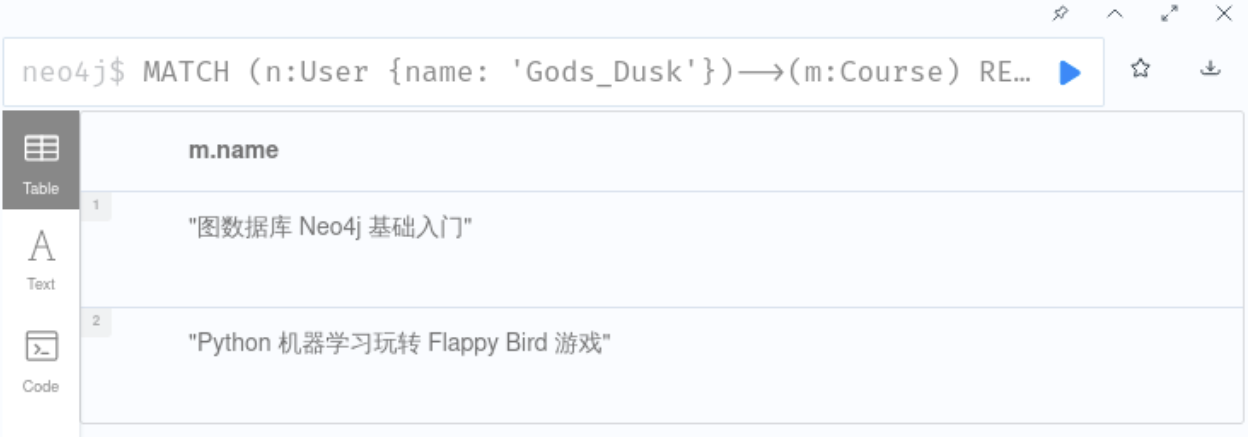 neo4j$ MATCH (n:User {name: 'Gods_Dusk'})-->(m:Course) RE…
Table
m.name
1
"图数据库 Neo4j 基础入门"
Text
2
"Python 机器学习玩转 Flappy Bird 游戏"
Code